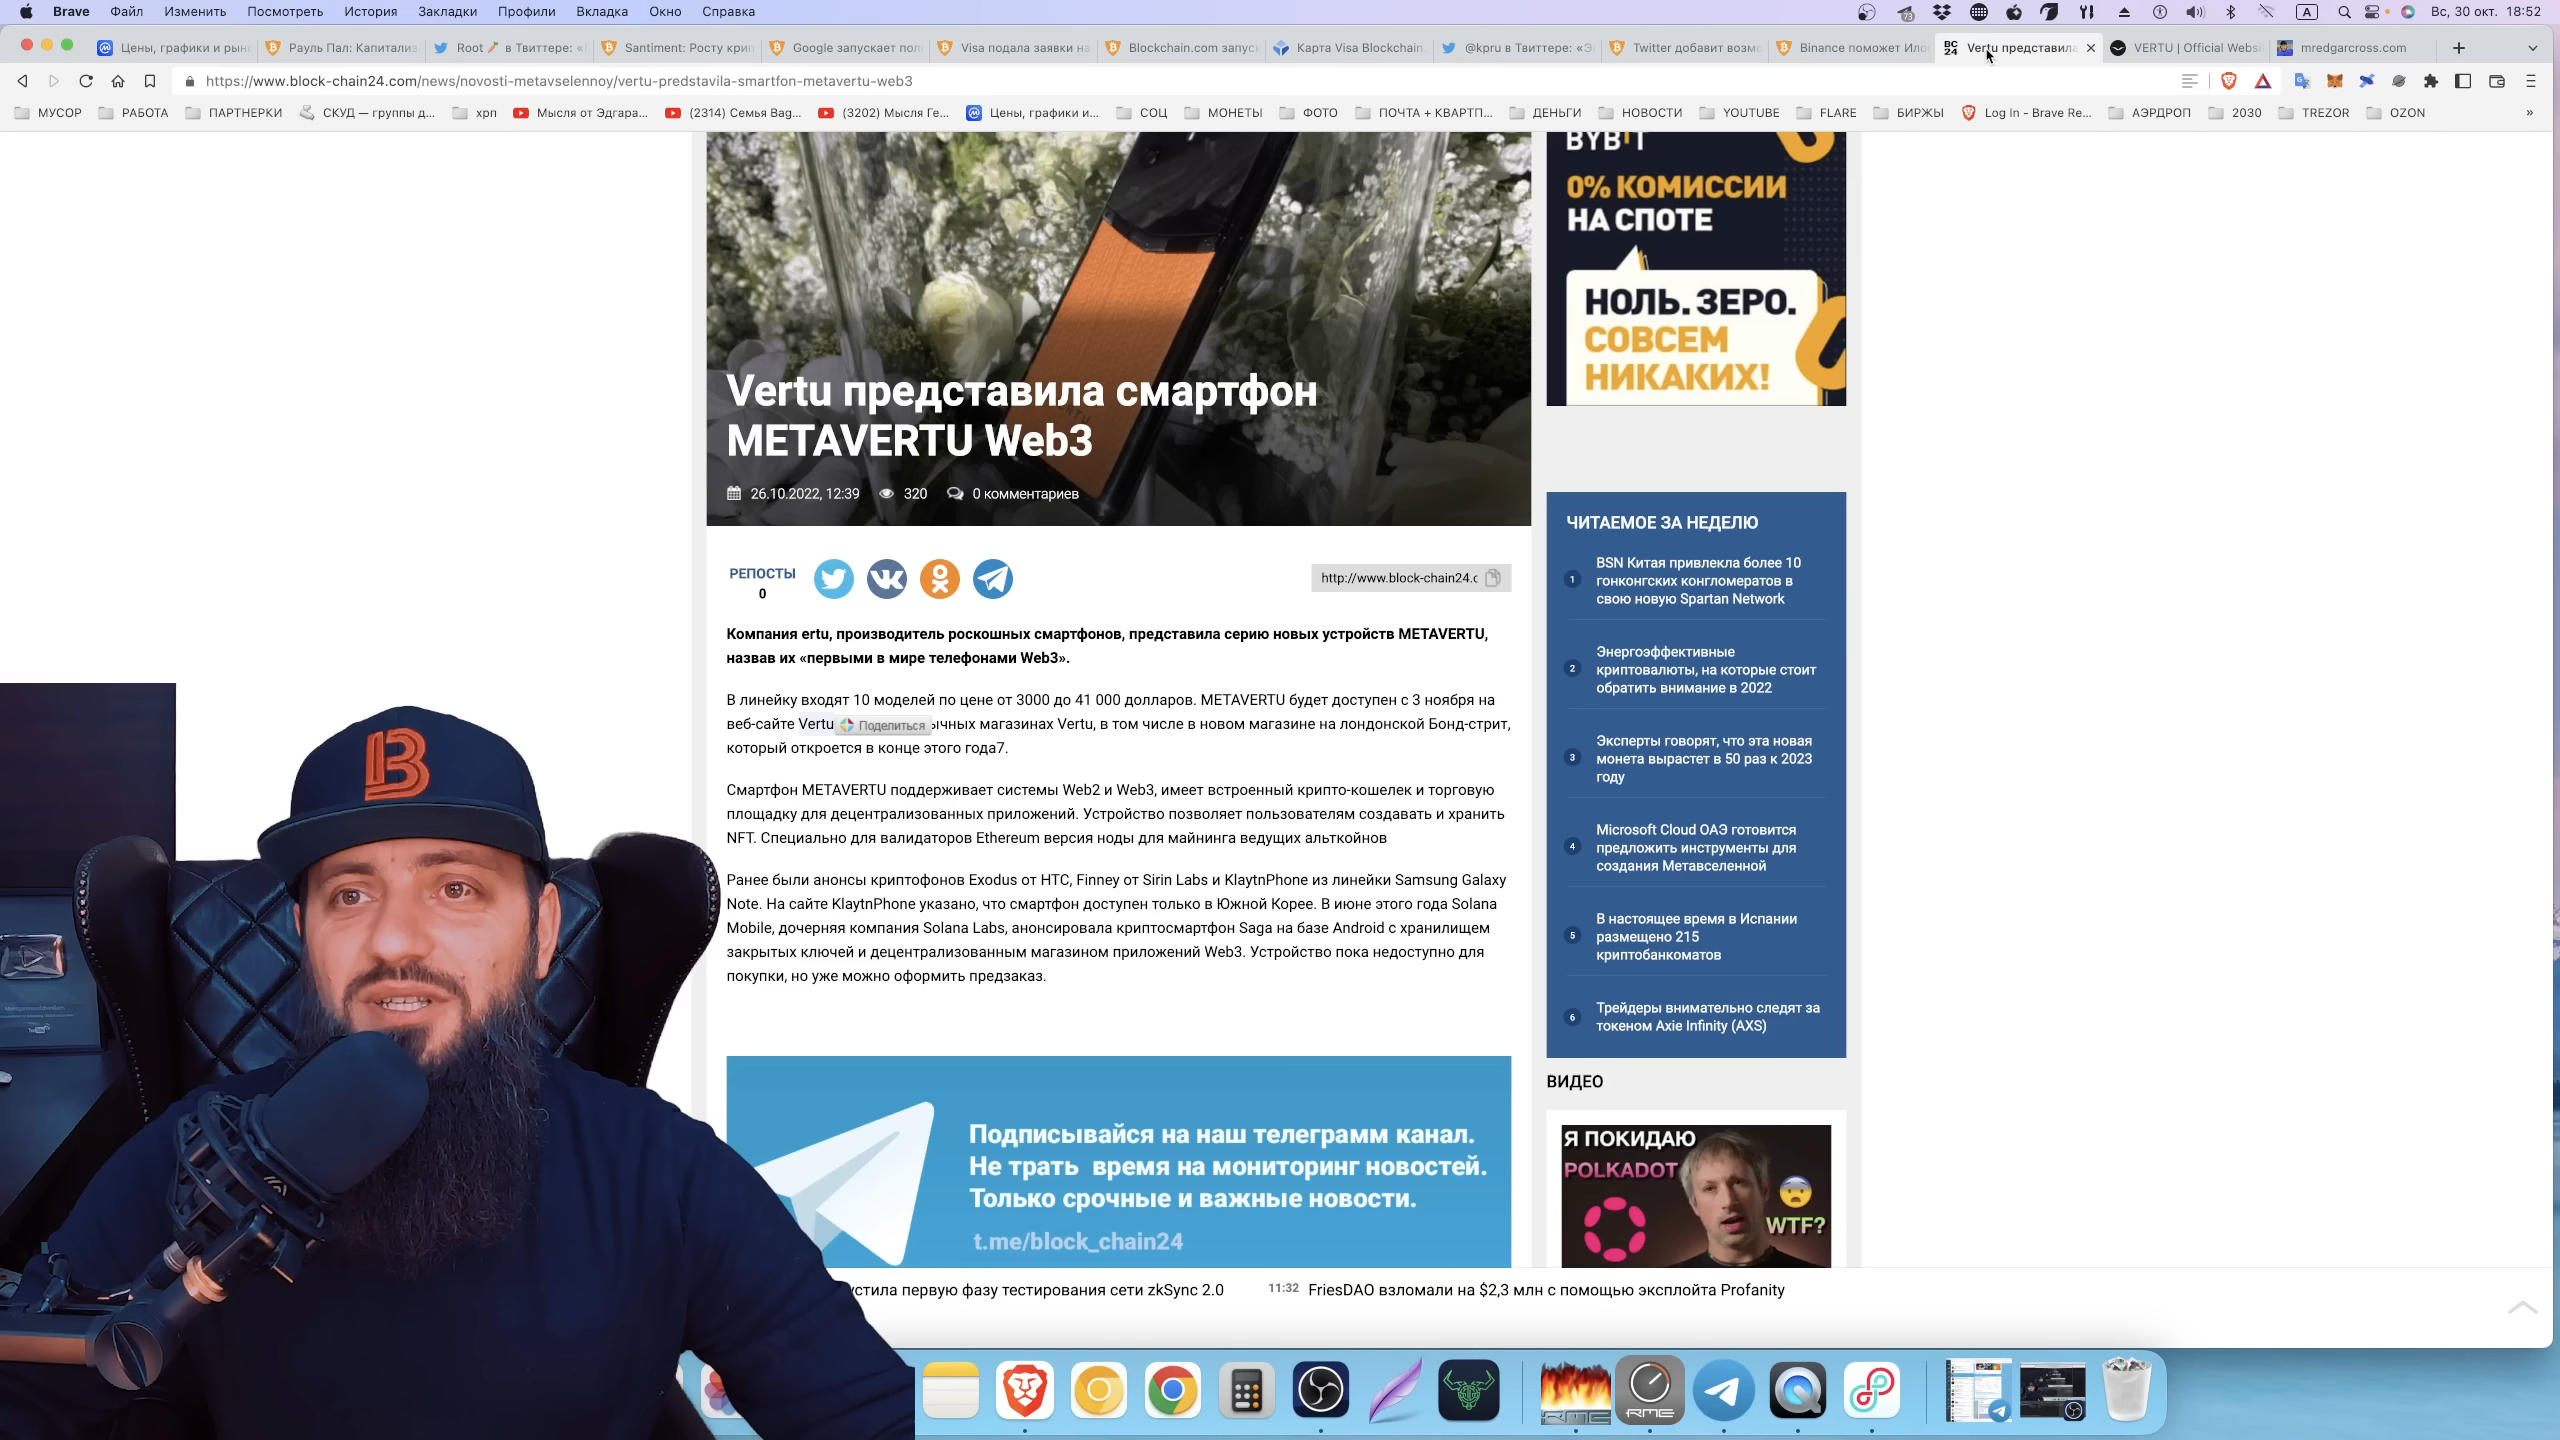 Brave Файл Изменить Посмотреть История Закладки Профили Вкладка Окно Справка 73 A Вс, 30 окт. 18:52
Цены, графики и рын Рауль Пал: Капитализ Root 🥕 в Твиттере: « Santiment: Росту крип Google запускает пол Visa подала заявки на Blockchain.com запус Карта Visa Blockchain. @kpru в Твиттере: «Э Twitter добавит возмо Binance поможет Ило BC 24 Vertu представила VERTU | Official Websi mredgarcross.com
https://www.block-chain24.com/news/novosti-metavselennoy/vertu-predstavila-smartfon-metavertu-web3
МУСОР РАБОТА ПАРТНЕРКИ СКУД — группы д... хрп Мысля от Эдгара... (2314) Семья Bag... (3202) Мысля Ге... Цены, графики и... СОЦ МОНЕТЫ ФОТО ПОЧТА + КВАРТП... ДЕНЬГИ НОВОСТИ YOUTUBE FLARE БИРЖЫ Log In - Brave Re... АЭРДРОП 2030 TREZOR OZON »
Vertu представила смартфон
METAVERTU Web3
26.10.2022, 12:39 320 0 комментариев
РЕПОСТЫ
0
http://www.block-chain24.c
Компания ertu, производитель роскошных смартфонов, представила серию новых устройств METAVERTU,
назвав их «первыми в мире телефонами Web3».
В линейку входят 10 моделей по цене от 3000 до 41 000 долларов. METAVERTU будет доступен с 3 ноября на
веб-сайте Vertu Поделиться ычных магазинах Vertu, в том числе в новом магазине на лондонской Бонд-стрит,
который откроется в конце этого года7.
Смартфон METAVERTU поддерживает системы Web2 и Web3, имеет встроенный крипто-кошелек и торговую
площадку для децентрализованных приложений. Устройство позволяет пользователям создавать и хранить
NFT. Специально для валидаторов Ethereum версия ноды для майнинга ведущих альткойнов
Ранее были анонсы криптофонов Exodus от HTC, Finney от Sirin Labs и KlaytnPhone из линейки Samsung Galaxy
Note. На сайте KlaytnPhone указано, что смартфон доступен только в Южной Корее. В июне этого года Solana
Mobile, дочерняя компания Solana Labs, анонсировала криптосмартфон Saga на базе Android с хранилищем
закрытых ключей и децентрализованным магазином приложений Web3. Устройство пока недоступно для
покупки, но уже можно оформить предзаказ.
Подписывайся на наш телеграмм канал.
Не трать время на мониторинг новостей.
Только срочные и важные новости.
t.me/block_chain24
BYBIT
0% КОМИССИИ
НА СПОТЕ
НОЛЬ. ЗЕРО.
СОВСЕМ
НИКАКИХ!
ЧИТАЕМОЕ ЗА НЕДЕЛЮ
1 BSN Китая привлекла более 10
гонконгских конгломератов в
свою новую Spartan Network
2 Энергоэффективные
криптовалюты, на которые стоит
обратить внимание в 2022
3 Эксперты говорят, что эта новая
монета вырастет в 50 раз к 2023
году
4 Microsoft Cloud ОАЭ готовится
предложить инструменты для
создания Метавселенной
5 В настоящее время в Испании
размещено 215
криптобанкоматов
6 Трейдеры внимательно следят за
токеном Axie Infinity (AXS)
ВИДЕО
Я ПОКИДАЮ
POLKADOT
WTF?
устила первую фазу тестирования сети zkSync 2.0 11:32 FriesDAO взломали на $2,3 млн с помощью эксплойта Profanity
B
RME
RME